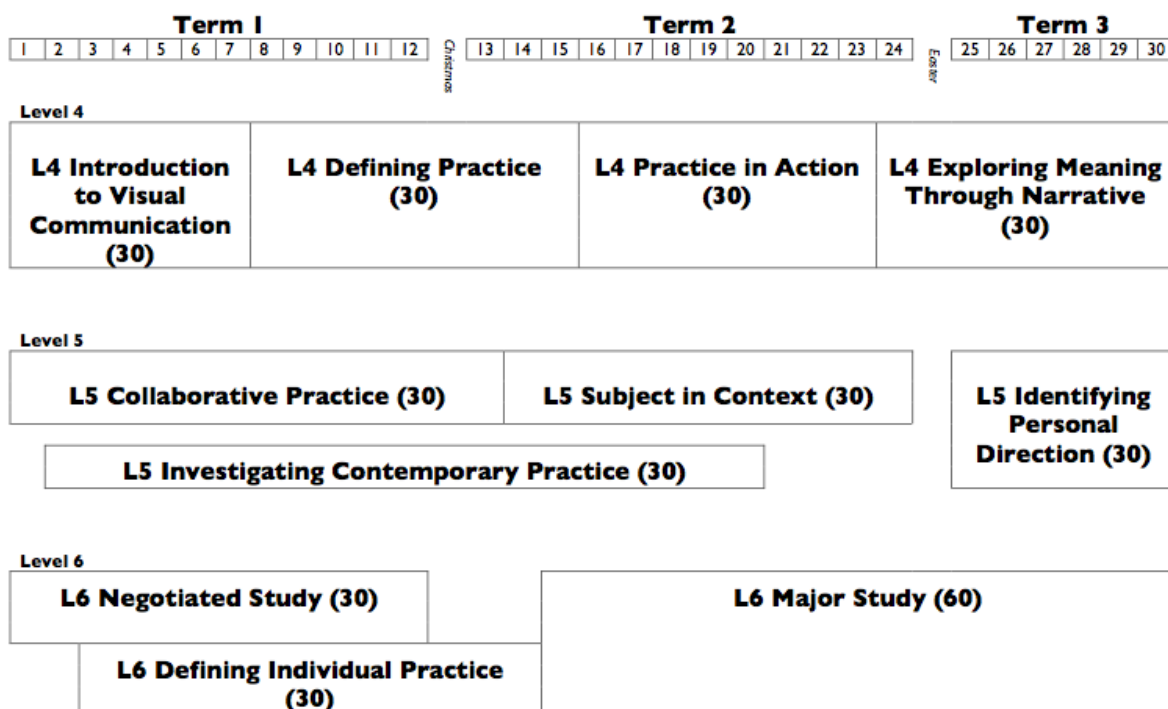 Term 1
Term 2
Term 3
1 2 3 4 5 6 7 8 9 10 11 12
Christmas
13 14 15 16 17 18 19 20 21 22 23 24
Easter
25 26 27 28 29 30
Level 4
L4 Introduction
to Visual
Communication
(30)
L4 Defining Practice
(30)
L4 Practice in Action
(30)
L4 Exploring Meaning
Through Narrative
(30)
Level 5
L5 Collaborative Practice (30)
L5 Subject in Context (30)
L5 Identifying
Personal
Direction (30)
L5 Investigating Contemporary Practice (30)
Level 6
L6 Negotiated Study (30)
L6 Major Study (60)
L6 Defining Individual Practice
(30)